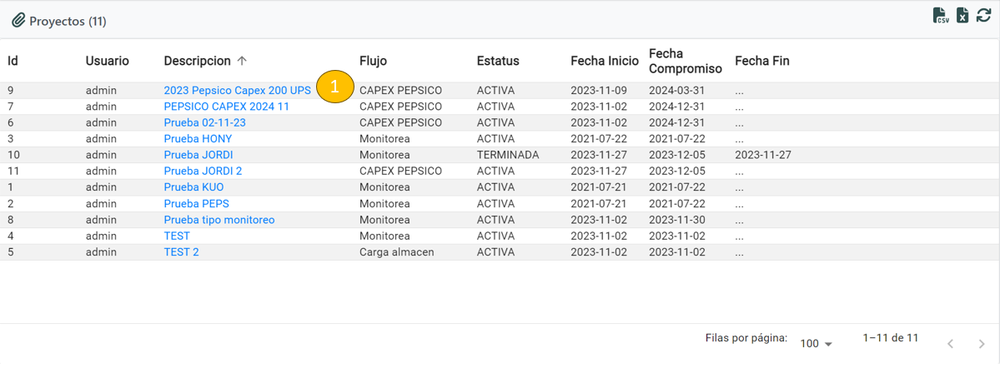 Proyectos (11)
CSV X
Id Usuario Descripcion Flujo Estatus Fecha Inicio Fecha Compromiso Fecha Fin
9 admin 2023 Pepsico Capex 200 UPS 1 CAPEX PEPSICO ACTIVA 2023-11-09 2024-03-31 ...
7 admin PEPSICO CAPEX 2024 11 CAPEX PEPSICO ACTIVA 2023-11-02 2024-12-31 ...
6 admin Prueba 02-11-23 CAPEX PEPSICO ACTIVA 2023-11-02 2024-12-31 ...
3 admin Prueba HONY Monitorea ACTIVA 2021-07-22 2021-07-22 ...
10 admin Prueba JORDI Monitorea TERMINADA 2023-11-27 2023-12-05 2023-11-27
11 admin Prueba JORDI 2 CAPEX PEPSICO ACTIVA 2023-11-27 2023-12-05 ...
1 admin Prueba KUO Monitorea ACTIVA 2021-07-21 2021-07-22 ...
2 admin Prueba PEPS Monitorea ACTIVA 2021-07-21 2021-07-22 ...
8 admin Prueba tipo monitoreo Monitorea ACTIVA 2023-11-02 2023-11-30 ...
4 admin TEST Monitorea ACTIVA 2023-11-02 2023-11-02 ...
5 admin TEST 2 Carga almacen ACTIVA 2023-11-02 2023-11-02 ...
Filas por página: 100 1–11 de 11